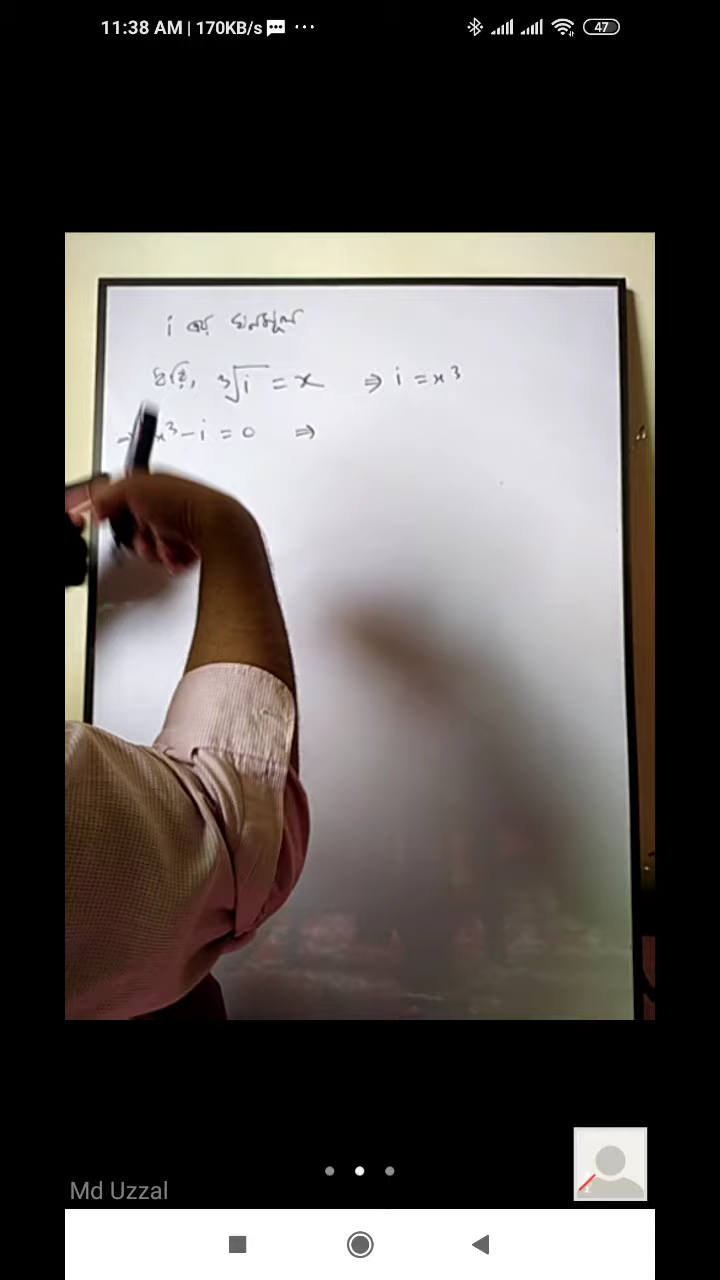 11:38 AM | 170KB/s ...
47
i এর ঘনমূল
ধরি, ∛i = x ⇒ i = x³
⇒ x³ - i = 0 ⇒
Md Uzzal